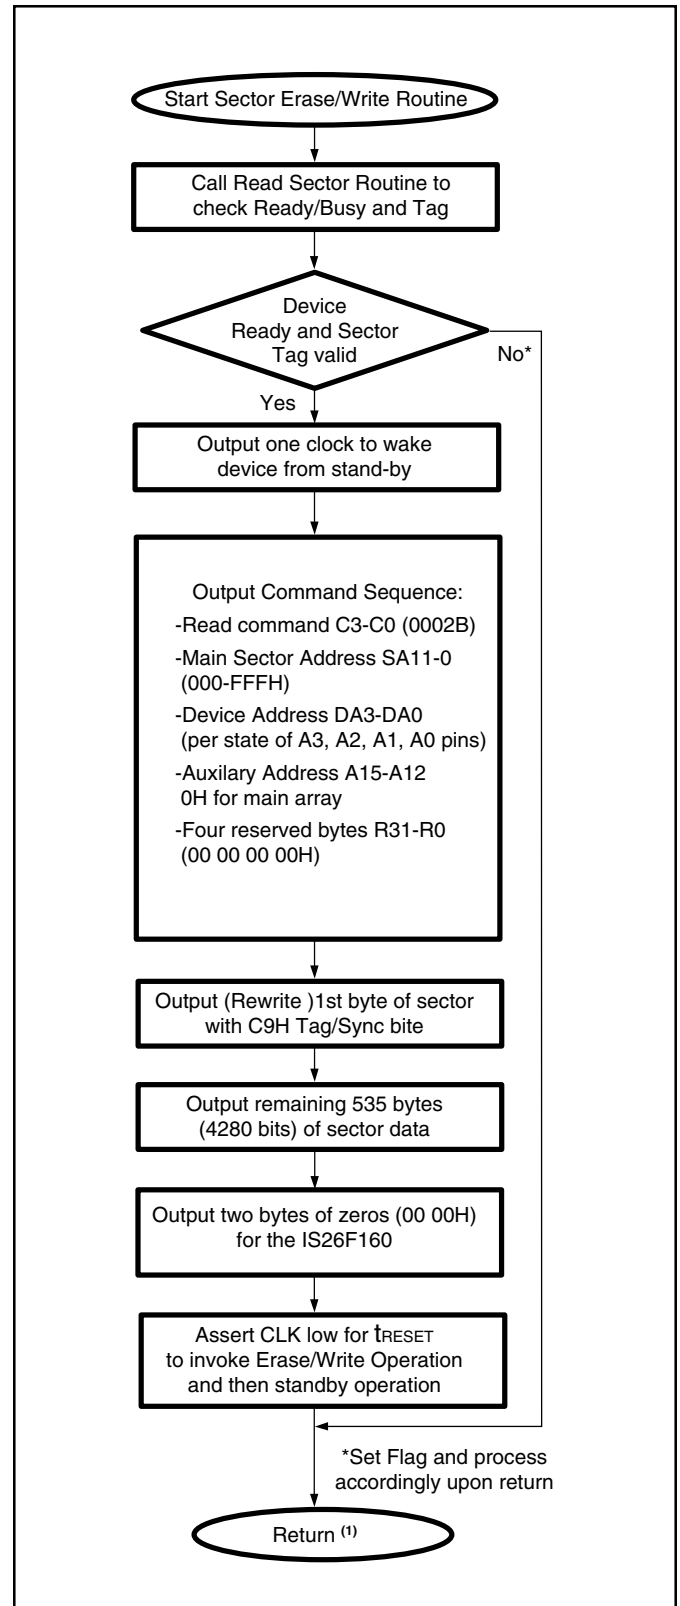 Start Sector Erase/Write Routine
Call Read Sector Routine to
check Ready/Busy and Tag
Device
Ready and Sector
Tag valid
No*
Yes
Output one clock to wake
device from stand-by
Output Command Sequence:
-Read command C3-C0 (0002B)
-Main Sector Address SA11-0
(000-FFFH)
-Device Address DA3-DA0
(per state of A3, A2, A1, A0 pins)
-Auxilary Address A15-A12
0H for main array
-Four reserved bytes R31-R0
(00 00 00 00H)
Output (Rewrite )1st byte of sector
with C9H Tag/Sync bite
Output remaining 535 bytes
(4280 bits) of sector data
Output two bytes of zeros (00 00H)
for the IS26F160
Assert CLK low for tRESET
to invoke Erase/Write Operation
and then standby operation
*Set Flag and process
accordingly upon return
Return (1)